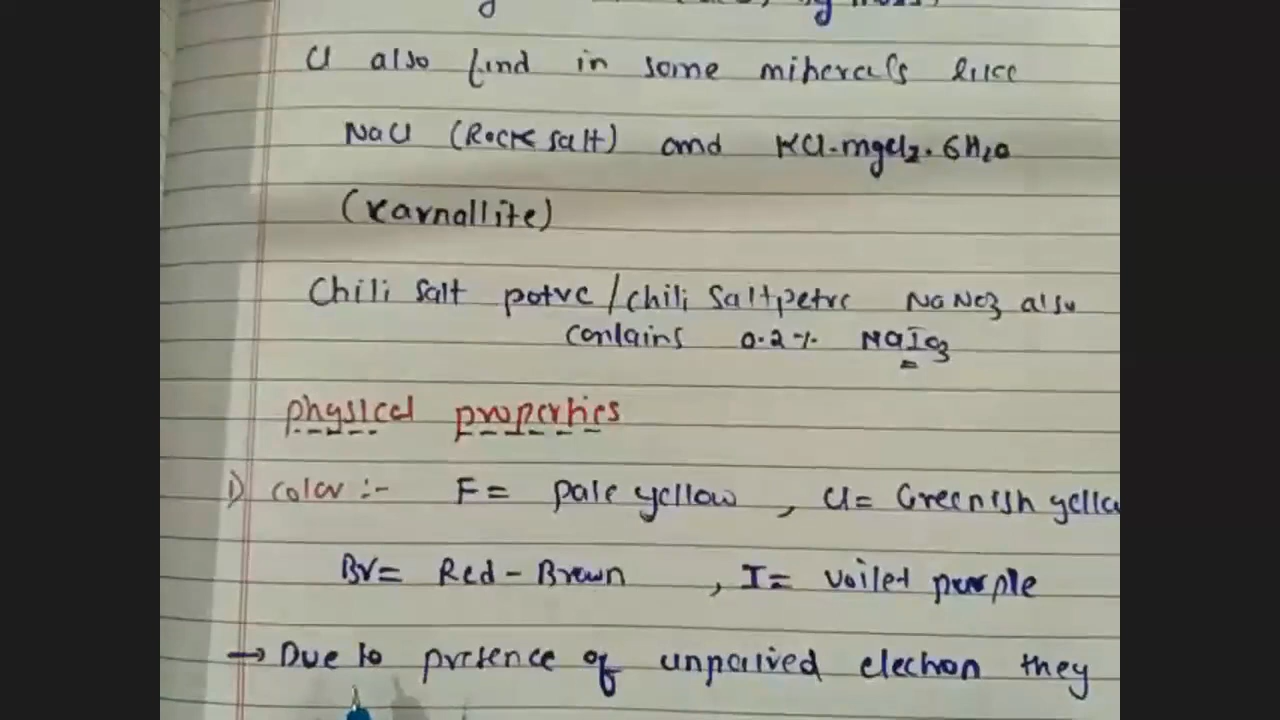 Cl also find in some minerals like
NaCl (Rock salt) and KCl.MgCl₂.6H₂O
(Karnallite)
Chili salt potre/chili saltpetre NaNO₃ also
contains 0.2% NaIO₃
physical properties
1) Color :- F = pale yellow, Cl = Greenish yello
Br = Red-Brown, I = Voilet purple
→ Due to presence of unpaired electron they